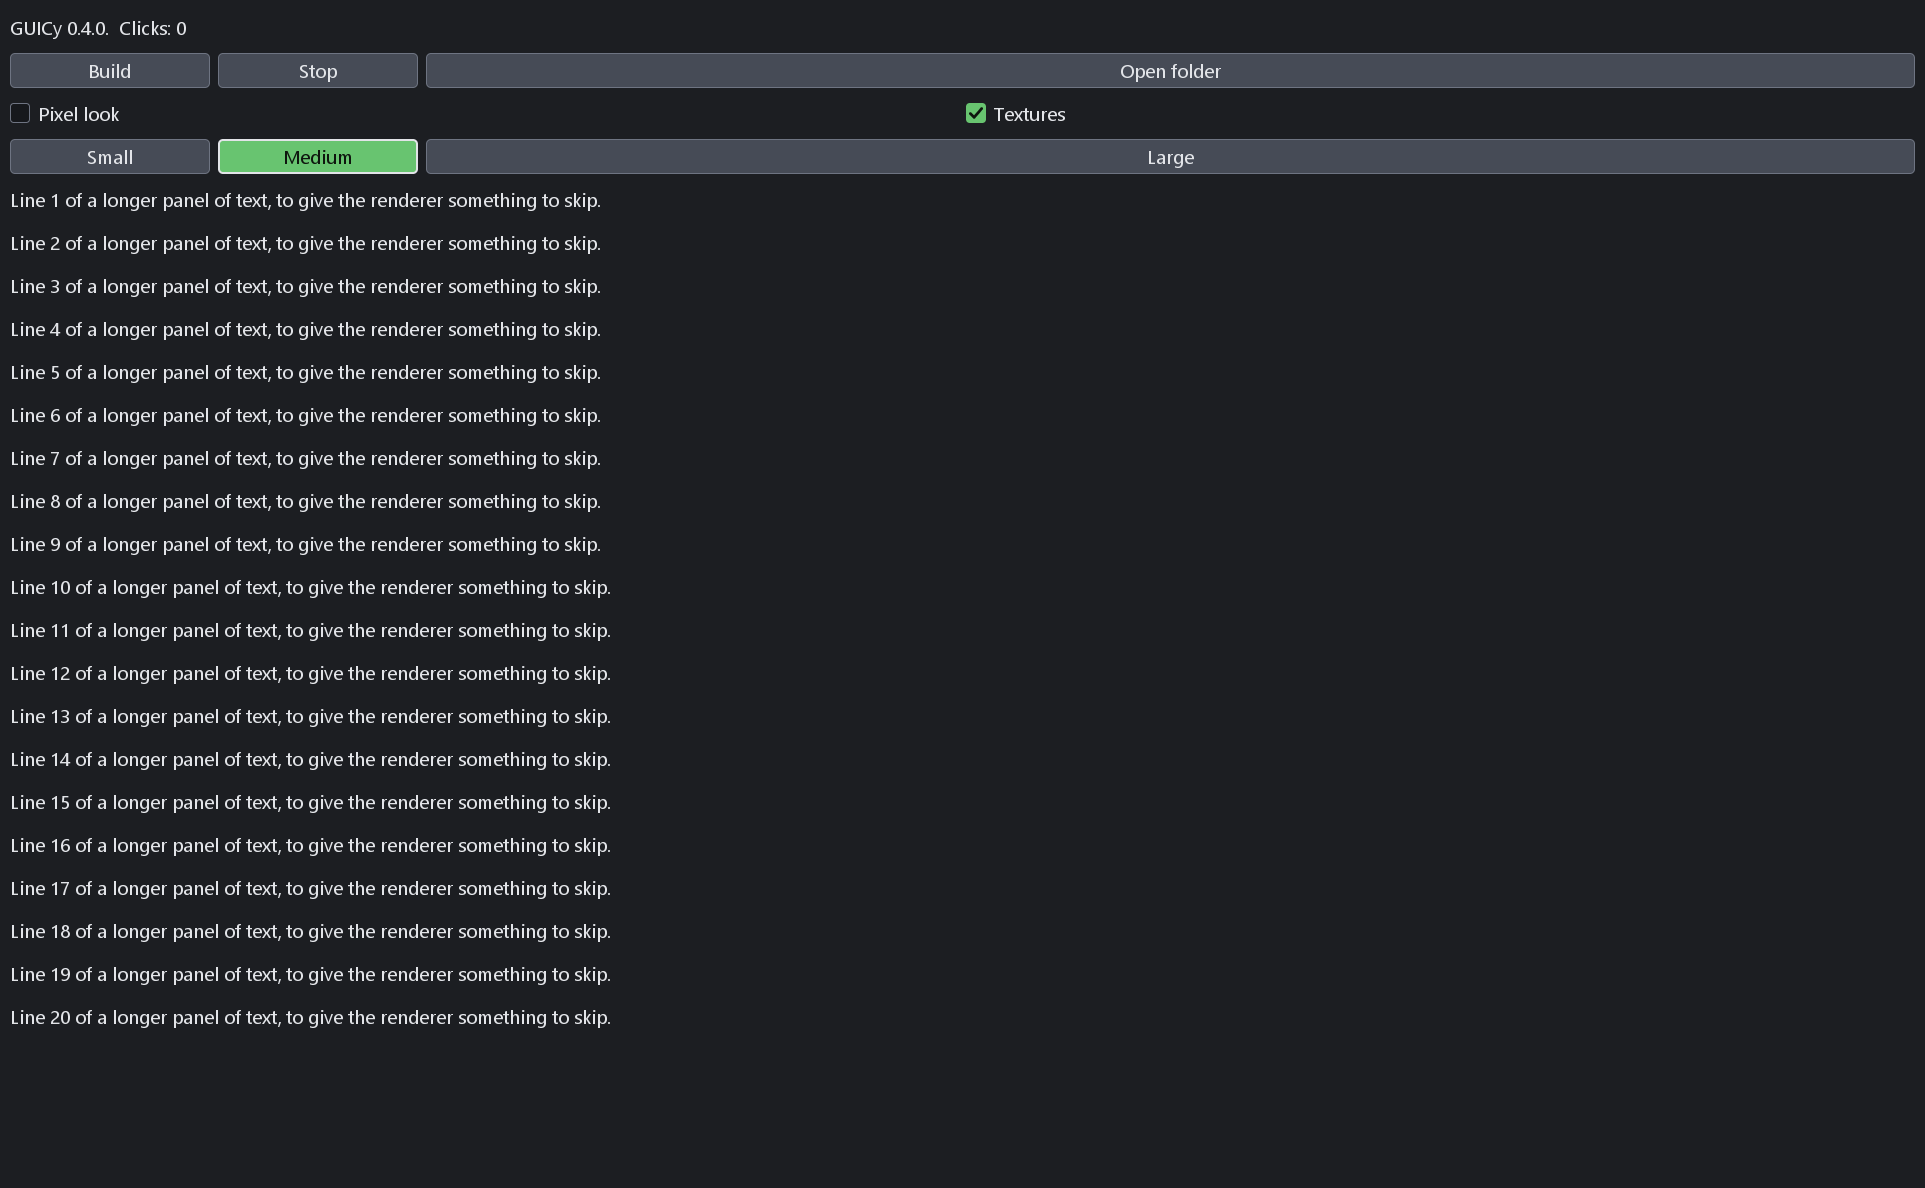 GUICy 0.4.0.  Clicks: 0
Build Stop Open folder
Pixel look Textures
Small Medium Large
Line 1 of a longer panel of text, to give the renderer something to skip.
Line 2 of a longer panel of text, to give the renderer something to skip.
Line 3 of a longer panel of text, to give the renderer something to skip.
Line 4 of a longer panel of text, to give the renderer something to skip.
Line 5 of a longer panel of text, to give the renderer something to skip.
Line 6 of a longer panel of text, to give the renderer something to skip.
Line 7 of a longer panel of text, to give the renderer something to skip.
Line 8 of a longer panel of text, to give the renderer something to skip.
Line 9 of a longer panel of text, to give the renderer something to skip.
Line 10 of a longer panel of text, to give the renderer something to skip.
Line 11 of a longer panel of text, to give the renderer something to skip.
Line 12 of a longer panel of text, to give the renderer something to skip.
Line 13 of a longer panel of text, to give the renderer something to skip.
Line 14 of a longer panel of text, to give the renderer something to skip.
Line 15 of a longer panel of text, to give the renderer something to skip.
Line 16 of a longer panel of text, to give the renderer something to skip.
Line 17 of a longer panel of text, to give the renderer something to skip.
Line 18 of a longer panel of text, to give the renderer something to skip.
Line 19 of a longer panel of text, to give the renderer something to skip.
Line 20 of a longer panel of text, to give the renderer something to skip.